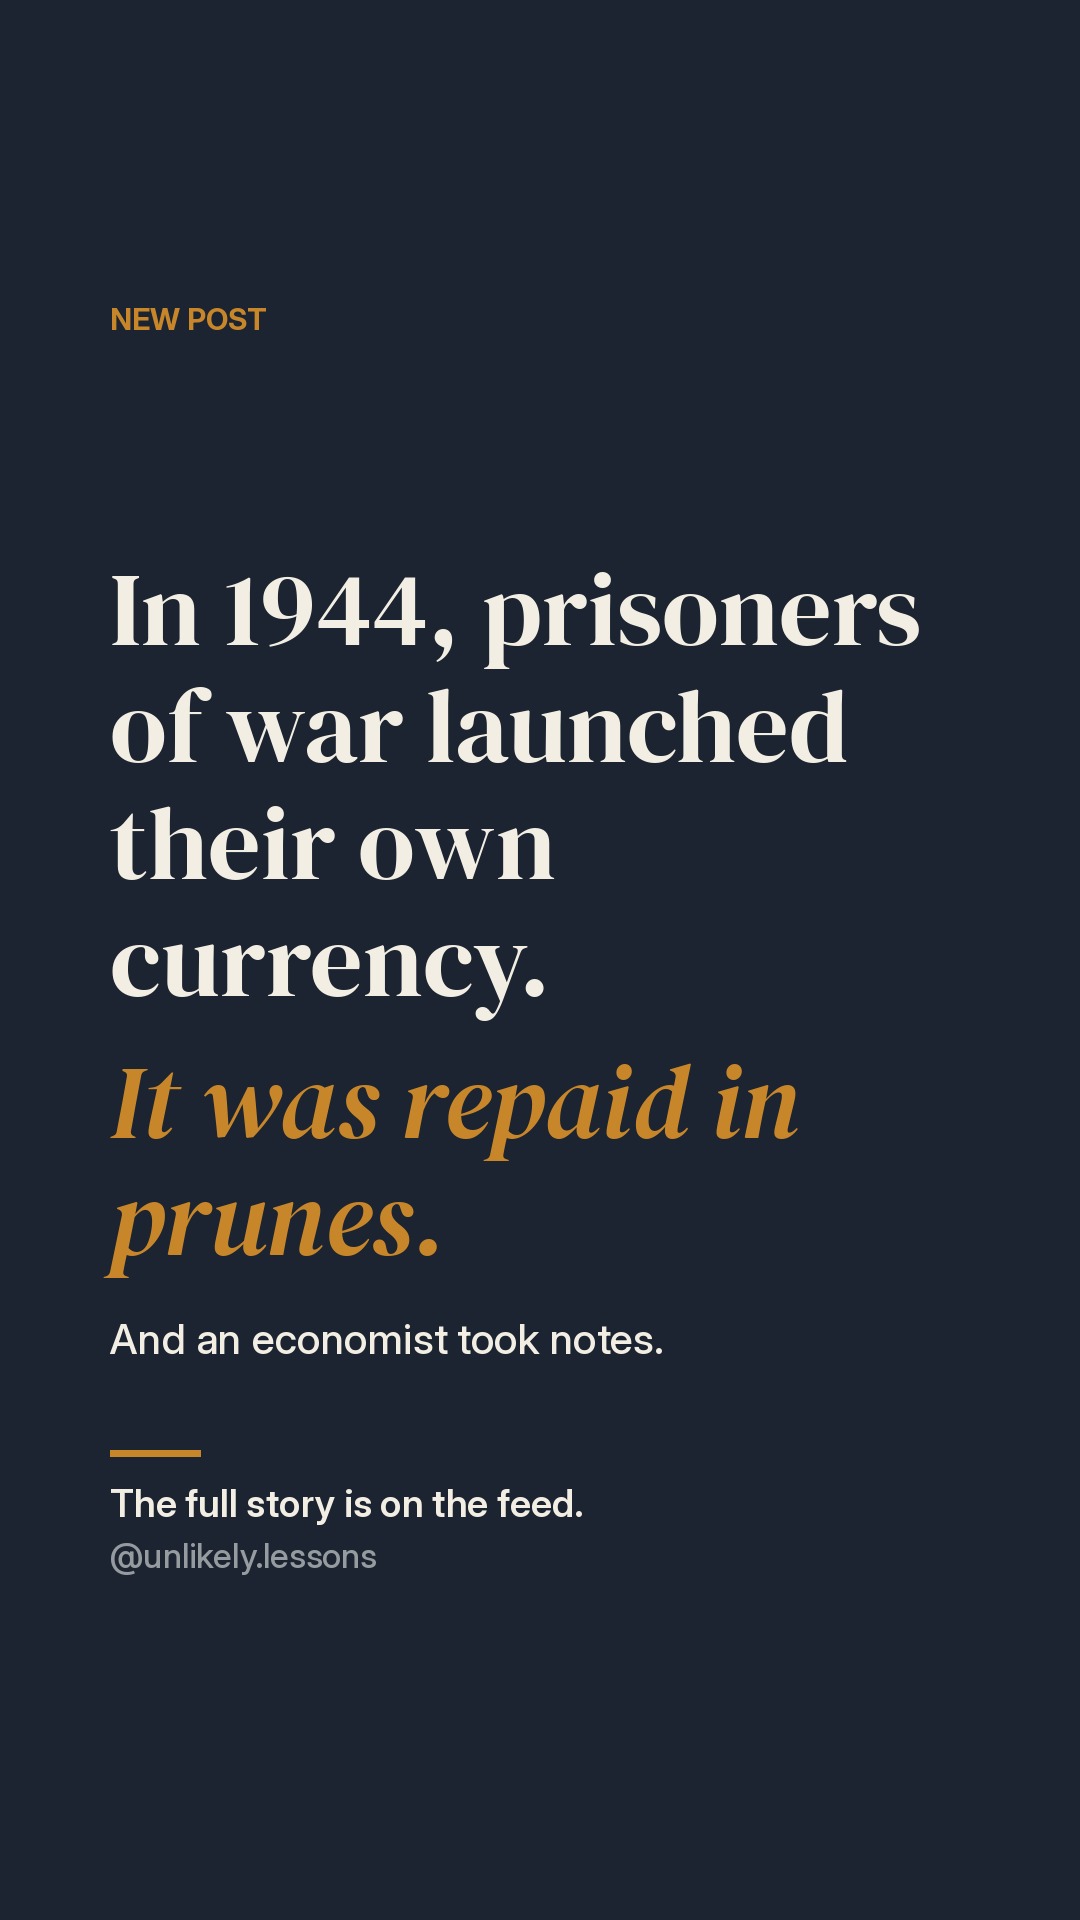 NEW POST
In 1944, prisoners
of war launched
their own
currency.
It was repaid in
prunes.
And an economist took notes.
The full story is on the feed.
@unlikely.lessons